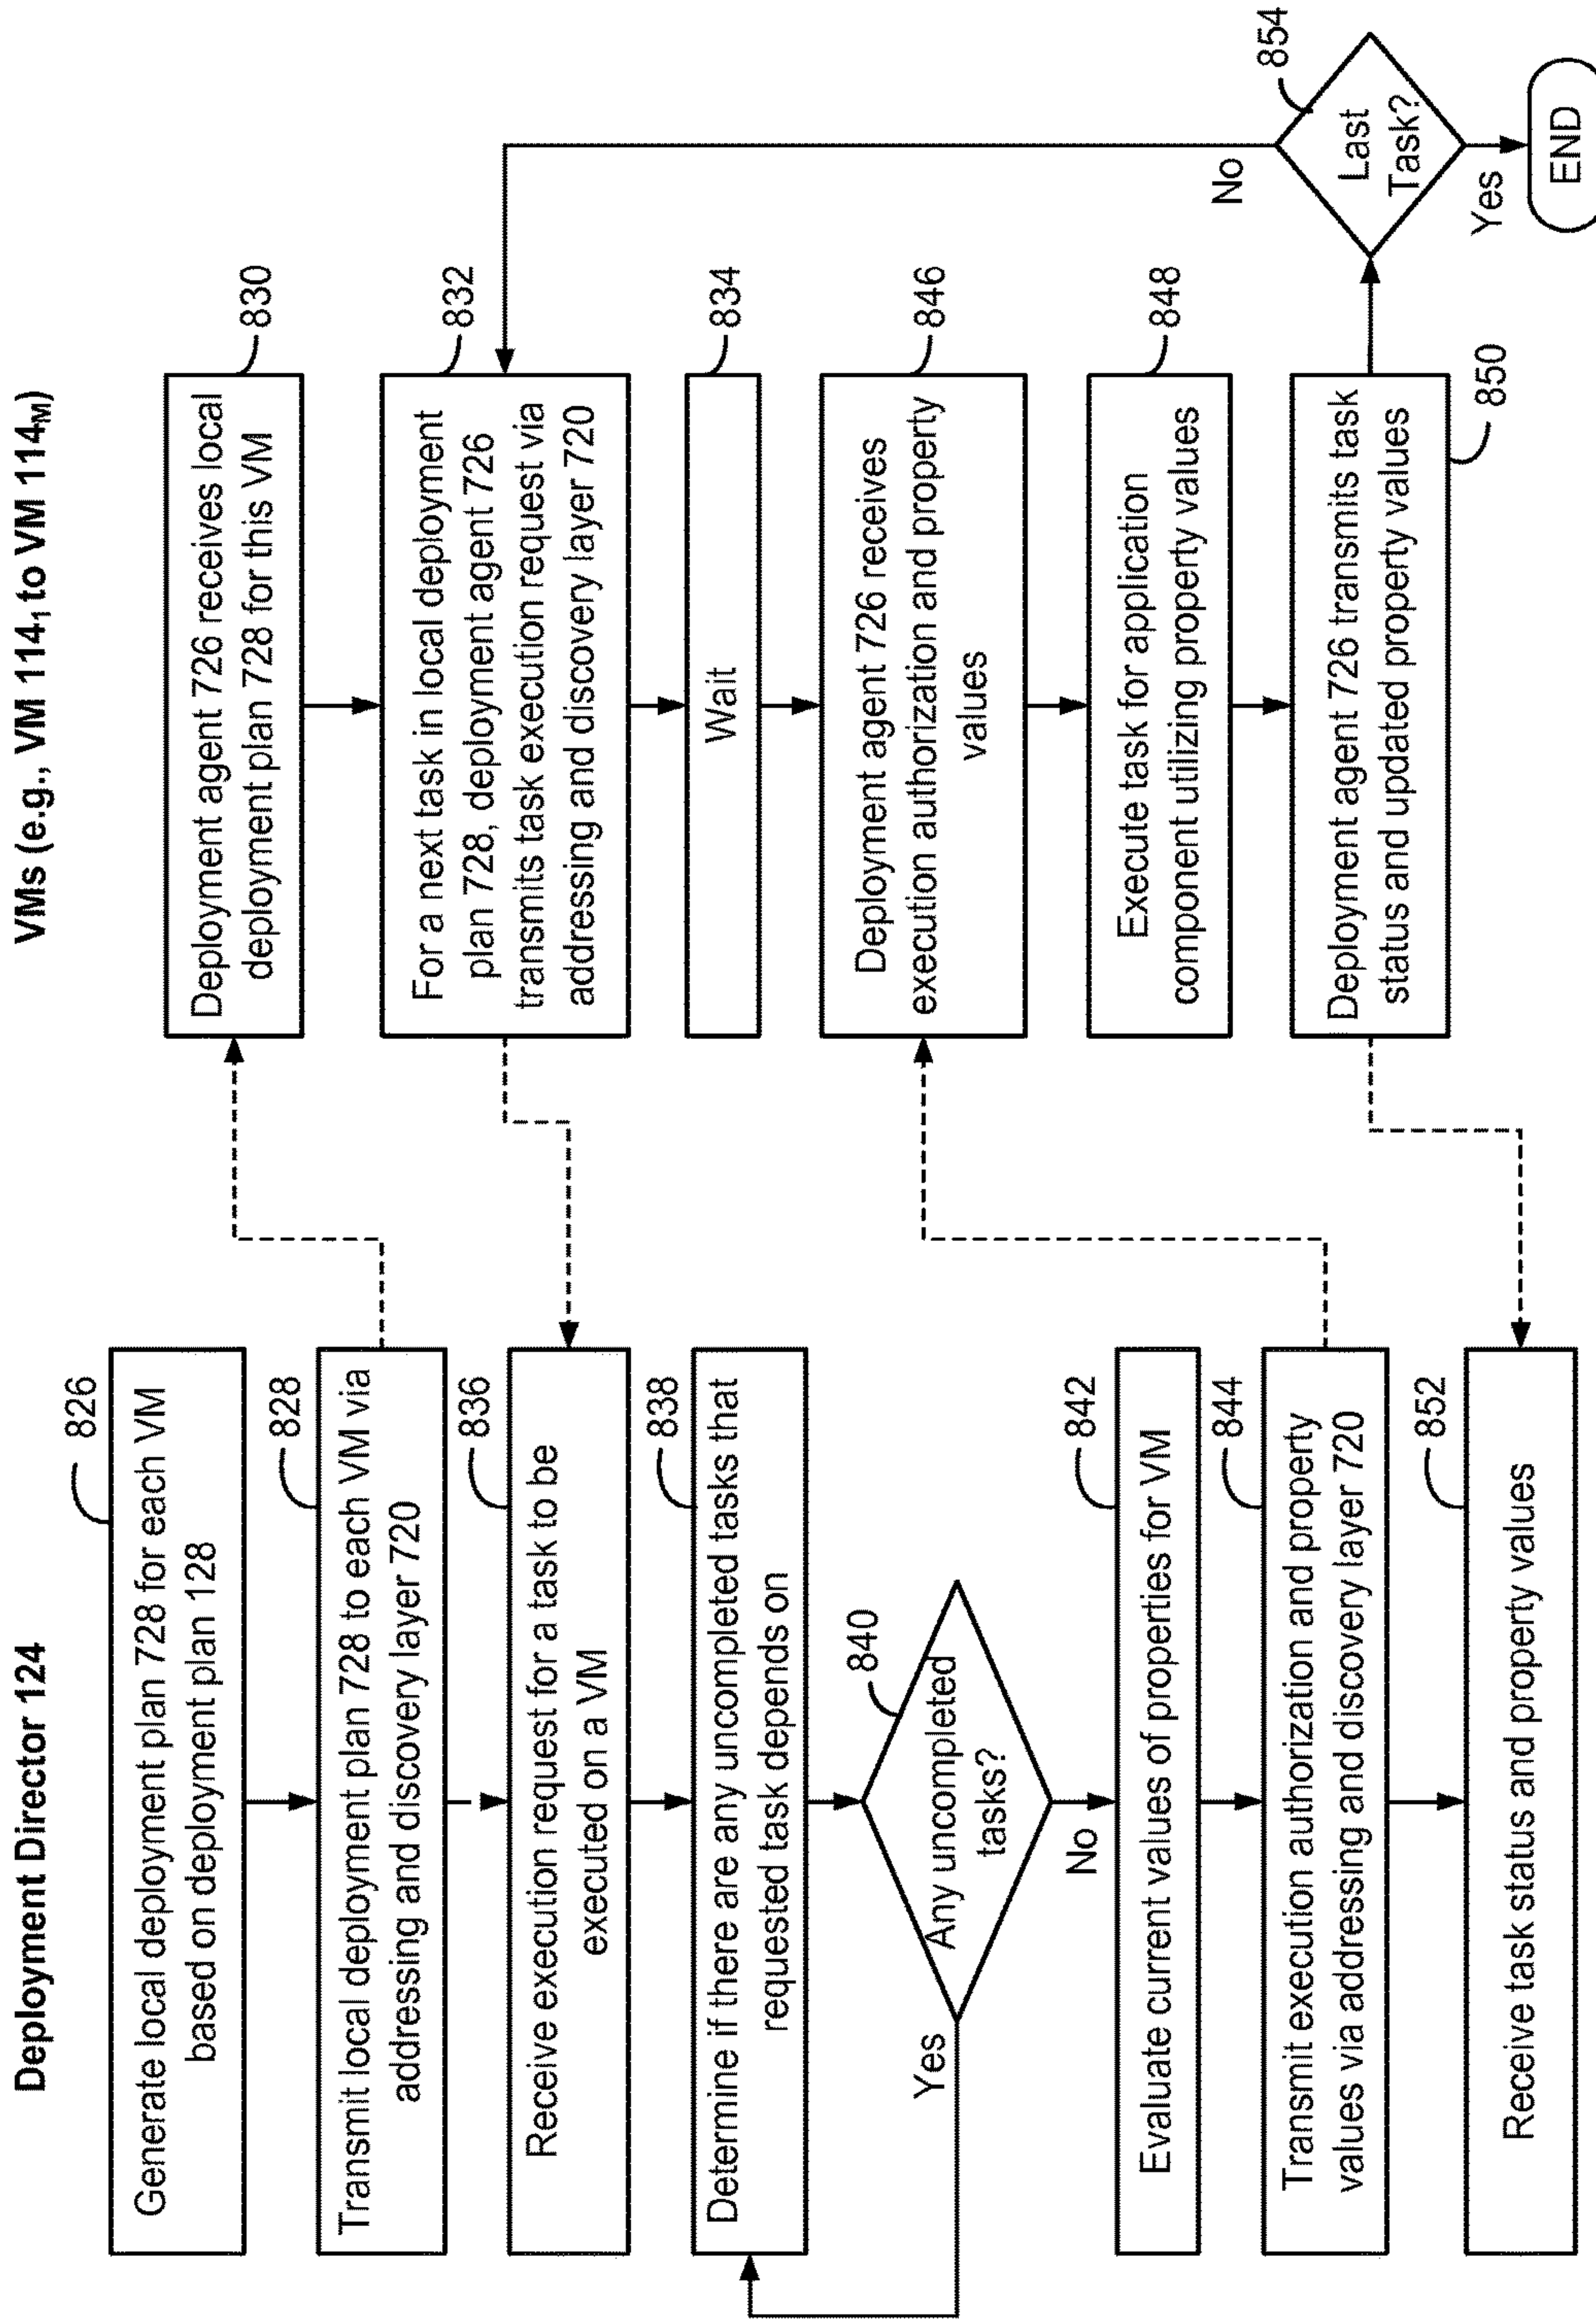 Deployment Director 124
826
Generate local deployment plan 728 for each VM
based on deployment plan 128
828
Transmit local deployment plan 728 to each VM via
addressing and discovery layer 720
836
Receive execution request for a task to be
executed on a VM
838
Determine if there are any uncompleted tasks that
requested task depends on
840
Any uncompleted
tasks?
Yes
No
842
Evaluate current values of properties for VM
844
Transmit execution authorization and property
values via addressing and discovery layer 720
852
Receive task status and property values
VMs (e.g., VM 114₁ to VM 114M)
830
Deployment agent 726 receives local
deployment plan 728 for this VM
832
For a next task in local deployment
plan 728, deployment agent 726
transmits task execution request via
addressing and discovery layer 720
834
Wait
846
Deployment agent 726 receives
execution authorization and property
values
848
Execute task for application
component utilizing property values
850
Deployment agent 726 transmits task
status and updated property values
854
Last
Task?
No
Yes
END